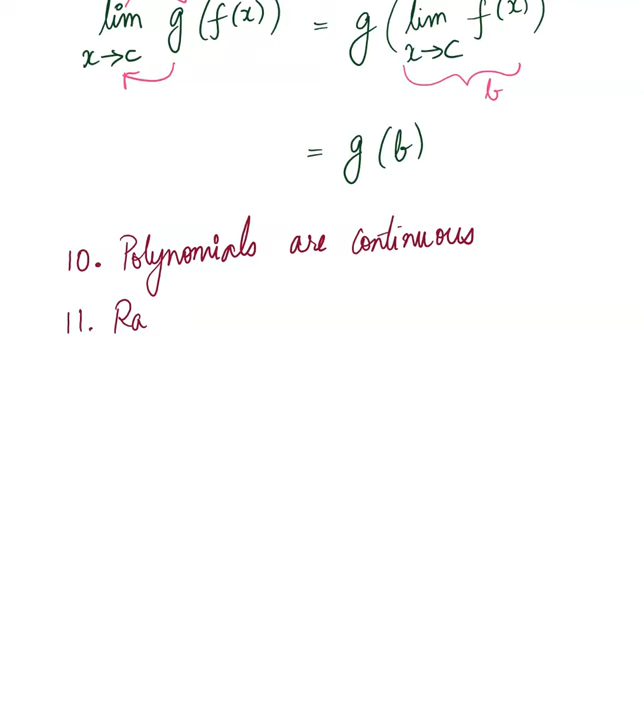 lim g(f(x)) = g(lim f(x))
x→c x→c
b
= g(b)
10. Polynomials are continuous
11. Ra